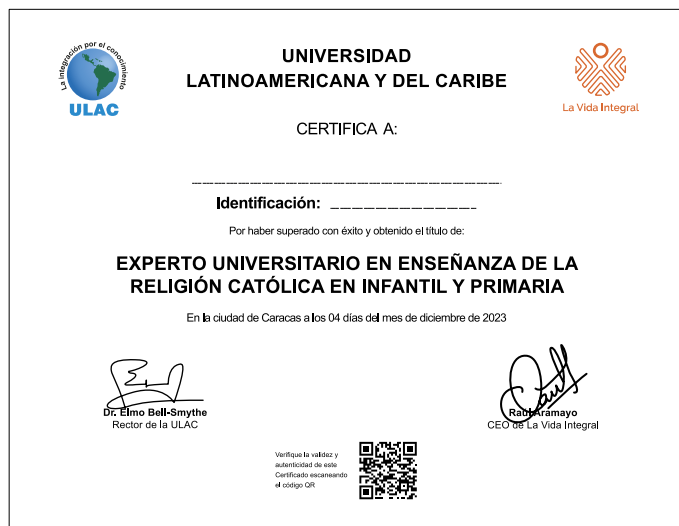 La integración por el conocimiento
ULAC
UNIVERSIDAD
LATINOAMERICANA Y DEL CARIBE
La Vida Integral
CERTIFICA A:
Identificación:
Por haber superado con éxito y obtenido el título de:
EXPERTO UNIVERSITARIO EN ENSEÑANZA DE LA
RELIGIÓN CATÓLICA EN INFANTIL Y PRIMARIA
En la ciudad de Caracas a los 04 días del mes de diciembre de 2023
Dr. Elmo Bell-Smythe
Rector de la ULAC
Raúl Aramayo
CEO de La Vida Integral
Verifique la validez y
autenticidad de este
Certificado escaneando
el código QR